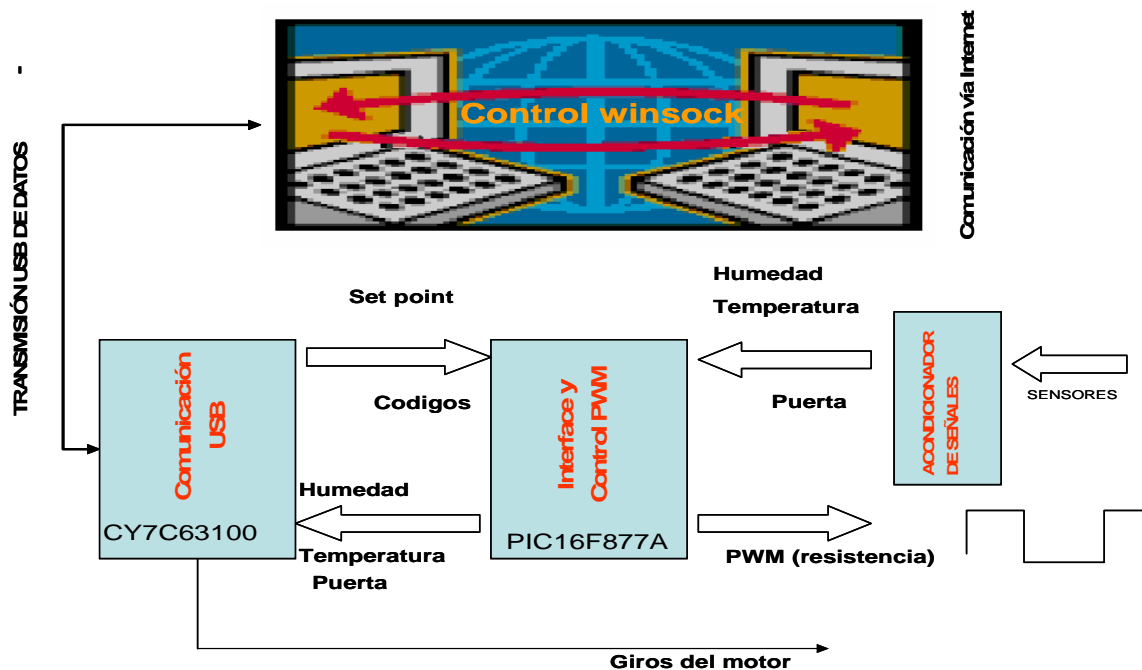 TRANSMISIÓN USB DE DATOS -
Control winsock
Comunicación vía Internet
Set point
Codigos
Humedad
Temperatura
Puerta
SENSORES
ACONDICIONADOR
DE SEÑALES
Comunicación
USB
CY7C63100
Interface y
Control PWM
PIC16F877A
Humedad
Temperatura
Puerta
PWM (resistencia)
Giros del motor